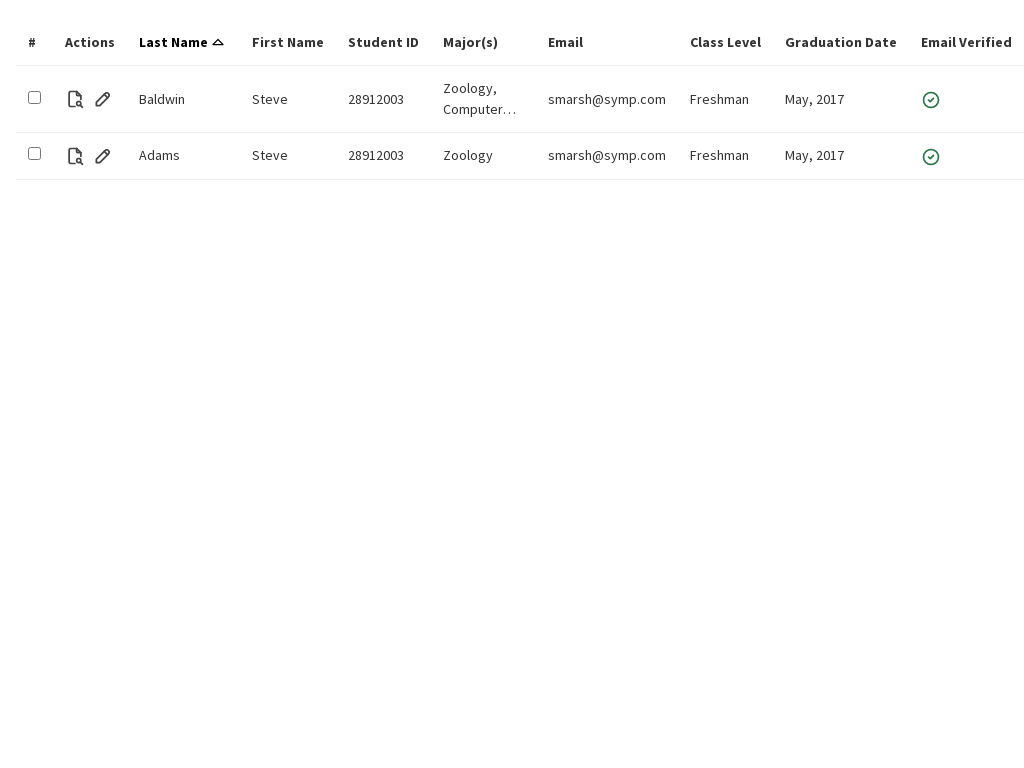 # Actions Last Name First Name Student ID Major(s) Email Class Level Graduation Date Email Verified
Baldwin Steve 28912003 Zoology, Computer… smarsh@symp.com Freshman May, 2017
Adams Steve 28912003 Zoology smarsh@symp.com Freshman May, 2017